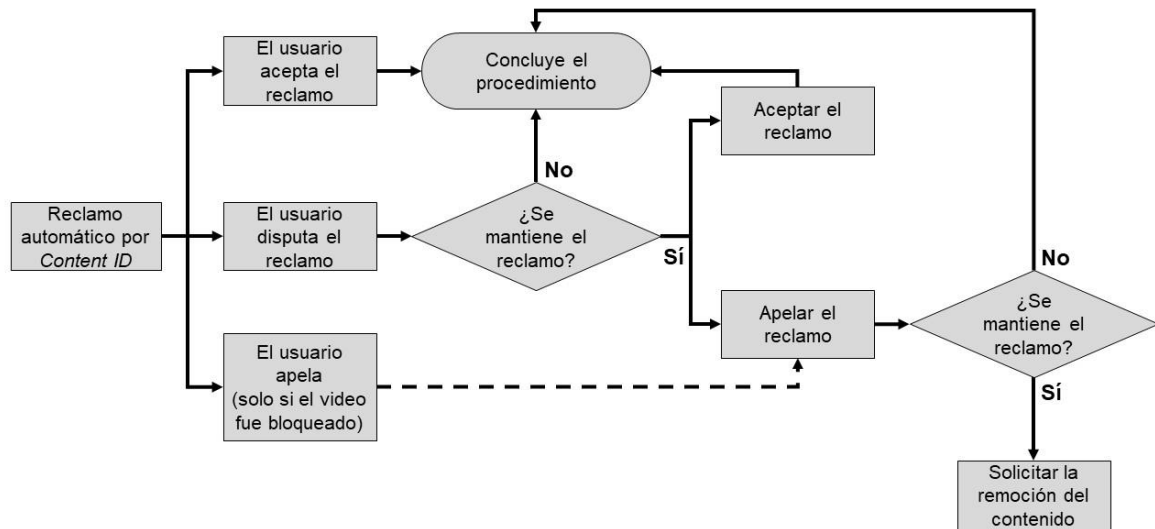 El usuario
acepta el
reclamo
Concluye el
procedimiento
Aceptar el
reclamo
No
Reclamo
automático por
Content ID
El usuario
disputa el
reclamo
¿Se
mantiene el
reclamo?
Sí
No
El usuario
apela
(solo si el video
fue bloqueado)
Apelar el
reclamo
¿Se
mantiene el
reclamo?
Sí
Solicitar la
remoción del
contenido